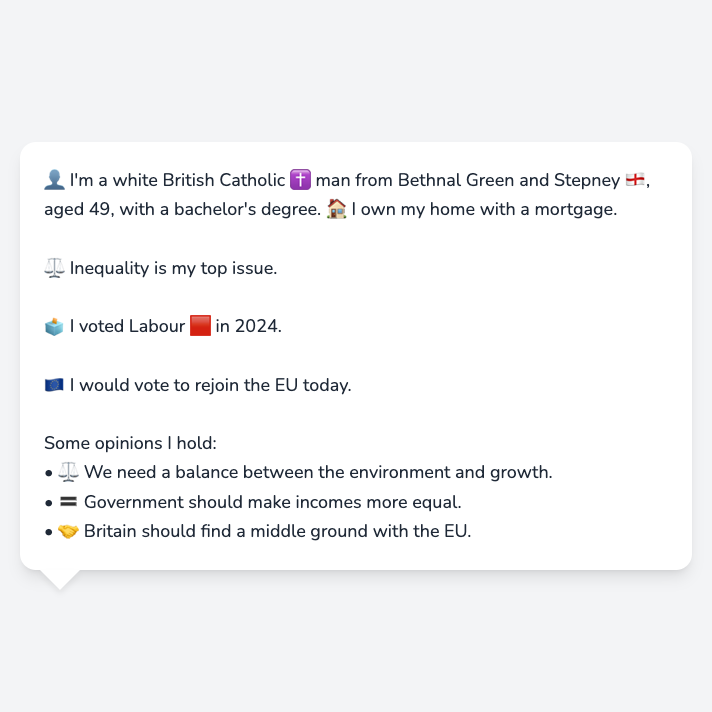 👤 I'm a white British Catholic ✝️ man from Bethnal Green and Stepney 🏴󠁧󠁢󠁥󠁮󠁧󠁿,
aged 49, with a bachelor's degree. 🏠 I own my home with a mortgage.
⚖️ Inequality is my top issue.
🗳️ I voted Labour 🟥 in 2024.
🇪🇺 I would vote to rejoin the EU today.
Some opinions I hold:
• ⚖️ We need a balance between the environment and growth.
• 🟰 Government should make incomes more equal.
• 🤝 Britain should find a middle ground with the EU.